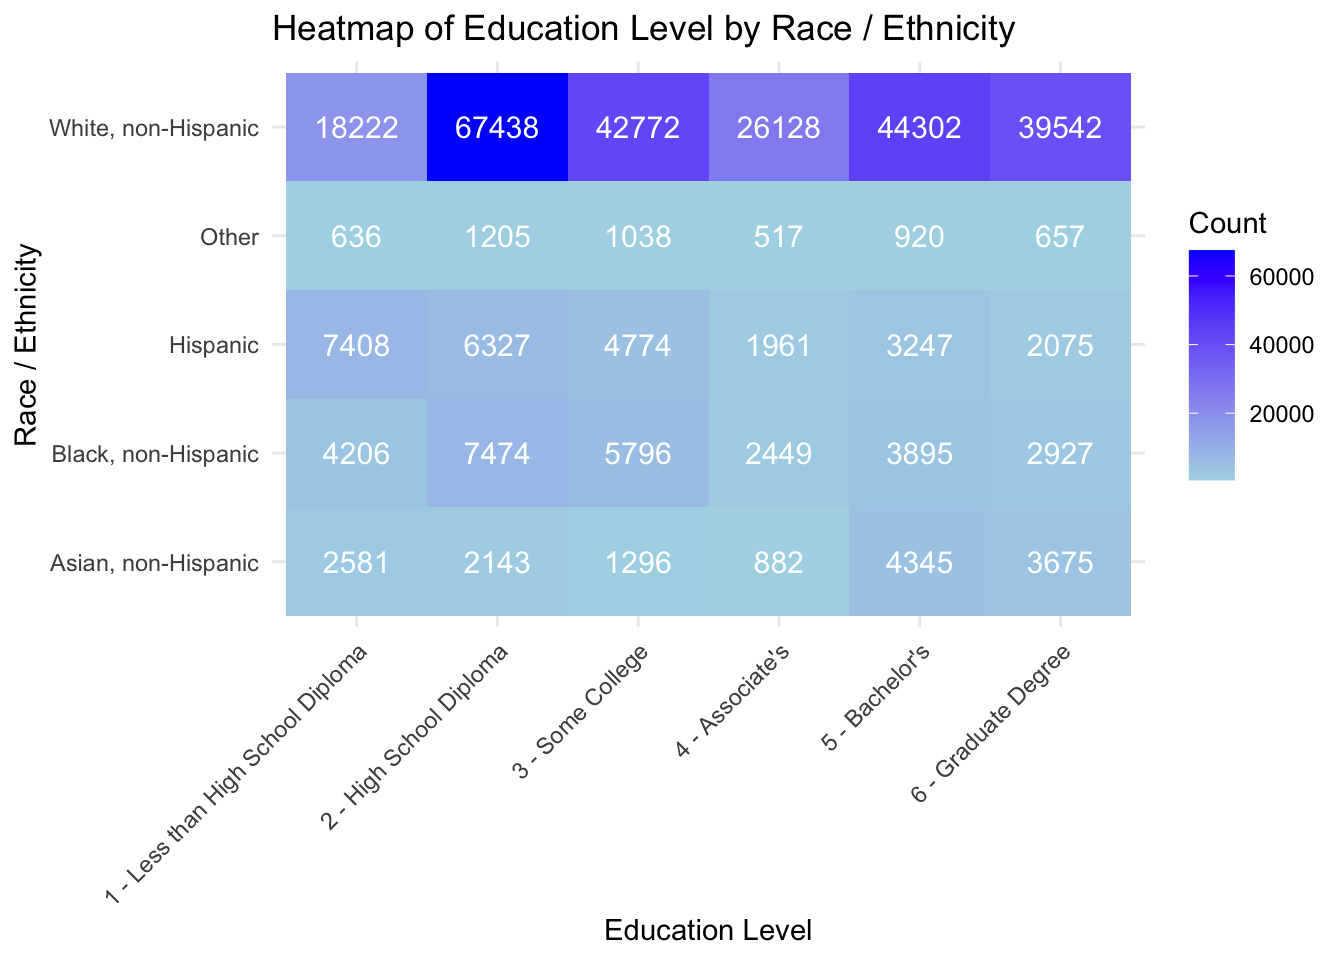 Heatmap of Education Level by Race / Ethnicity
Race / Ethnicity
White, non-Hispanic 18222 67438 42772 26128 44302 39542
Other 636 1205 1038 517 920 657
Hispanic 7408 6327 4774 1961 3247 2075
Black, non-Hispanic 4206 7474 5796 2449 3895 2927
Asian, non-Hispanic 2581 2143 1296 882 4345 3675
1 - Less than High School Diploma
2 - High School Diploma
3 - Some College
4 - Associate's
5 - Bachelor's
6 - Graduate Degree
Education Level
Count
60000
40000
20000